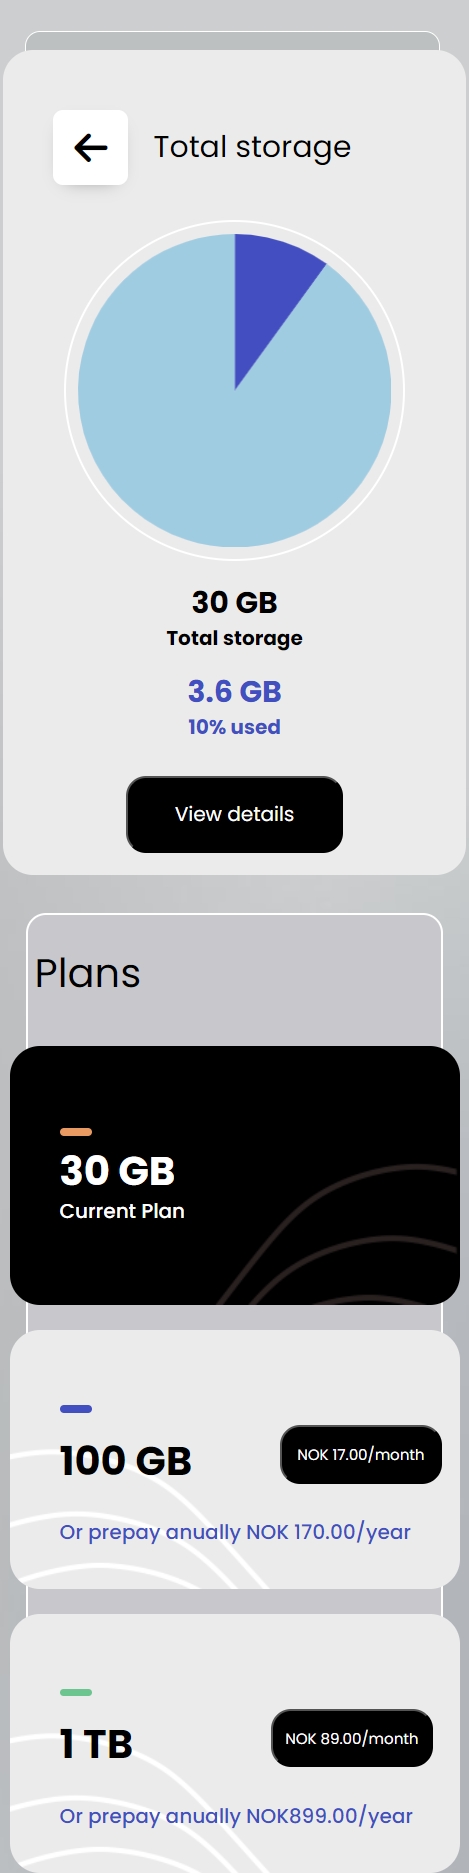 Total storage
30 GB
Total storage
3.6 GB
10% used
View details
Plans
30 GB
Current Plan
100 GB
NOK 17.00/month
Or prepay anually NOK 170.00/year
1 TB
NOK 89.00/month
Or prepay anually NOK899.00/year